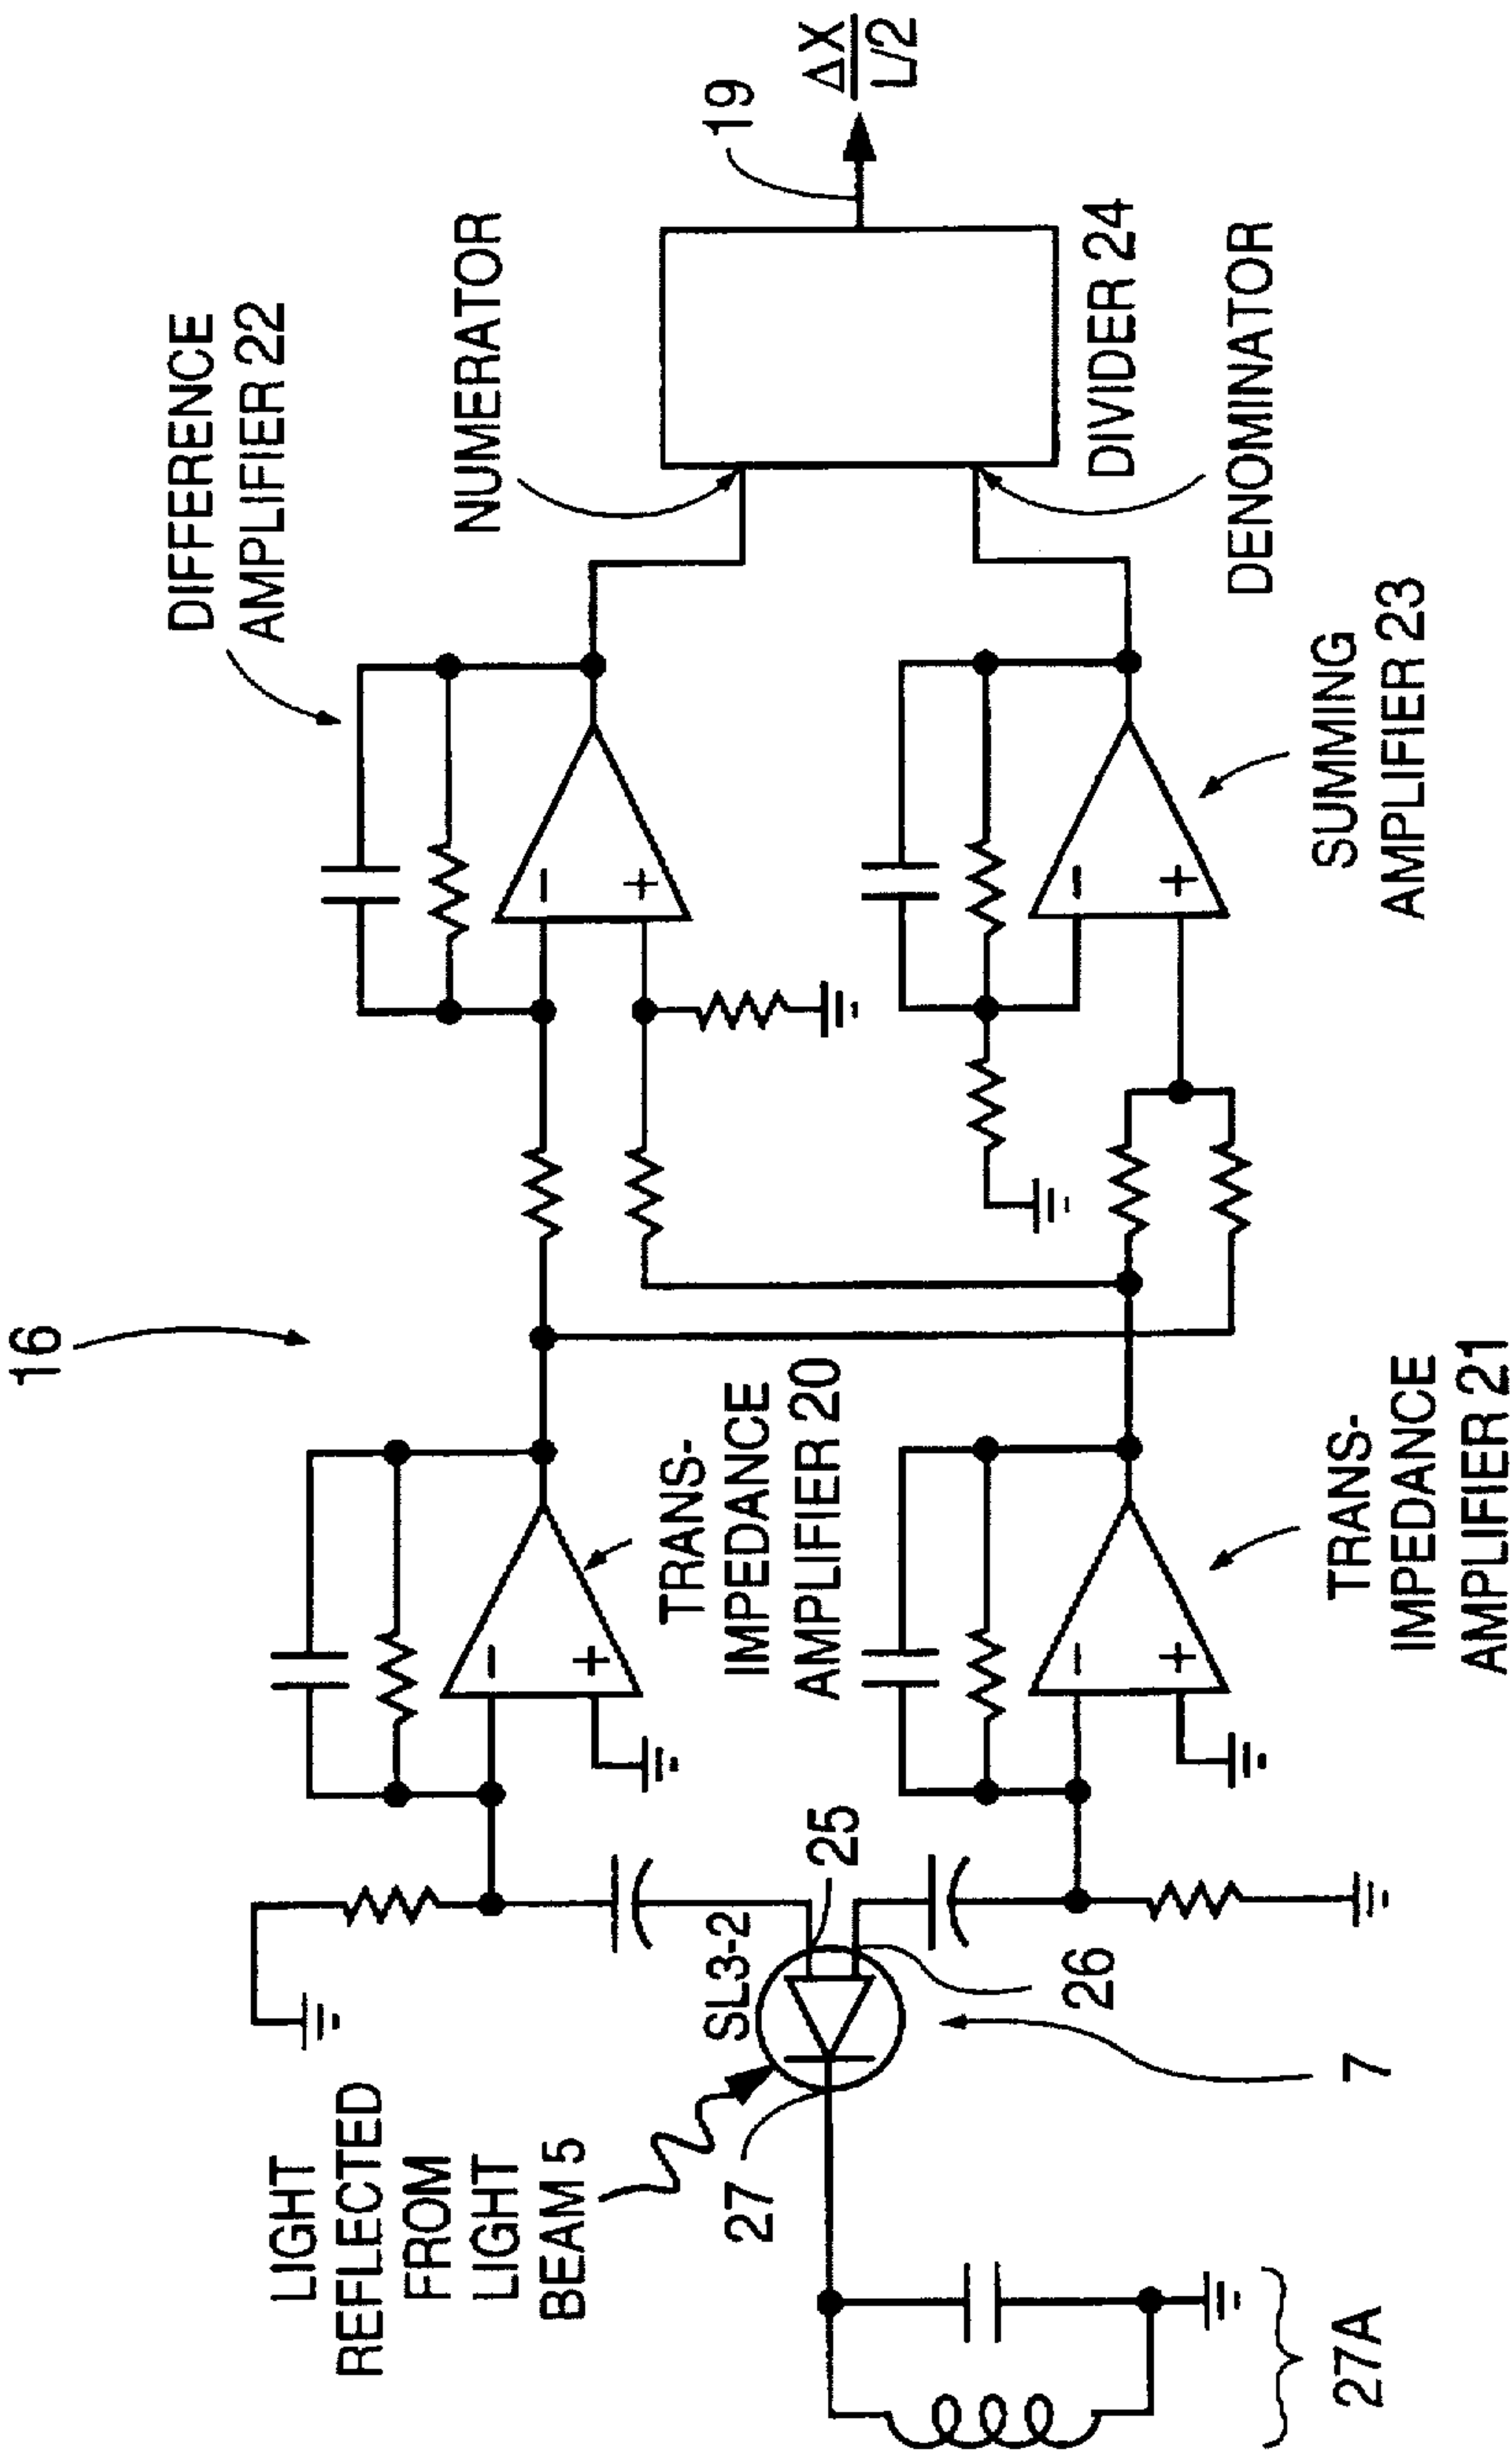 16
DIFFERENCE
AMPLIFIER 22
NUMERATOR
19
ΔX
L/2
DIVIDER 24
DENOMINATOR
SUMMING
AMPLIFIER 23
TRANS-
IMPEDANCE
AMPLIFIER 20
TRANS-
IMPEDANCE
AMPLIFIER 21
−
+
−
+
−
+
−
+
LIGHT
REFLECTED
FROM
LIGHT
BEAM 5
SL3-2
25
26
27
7
27A